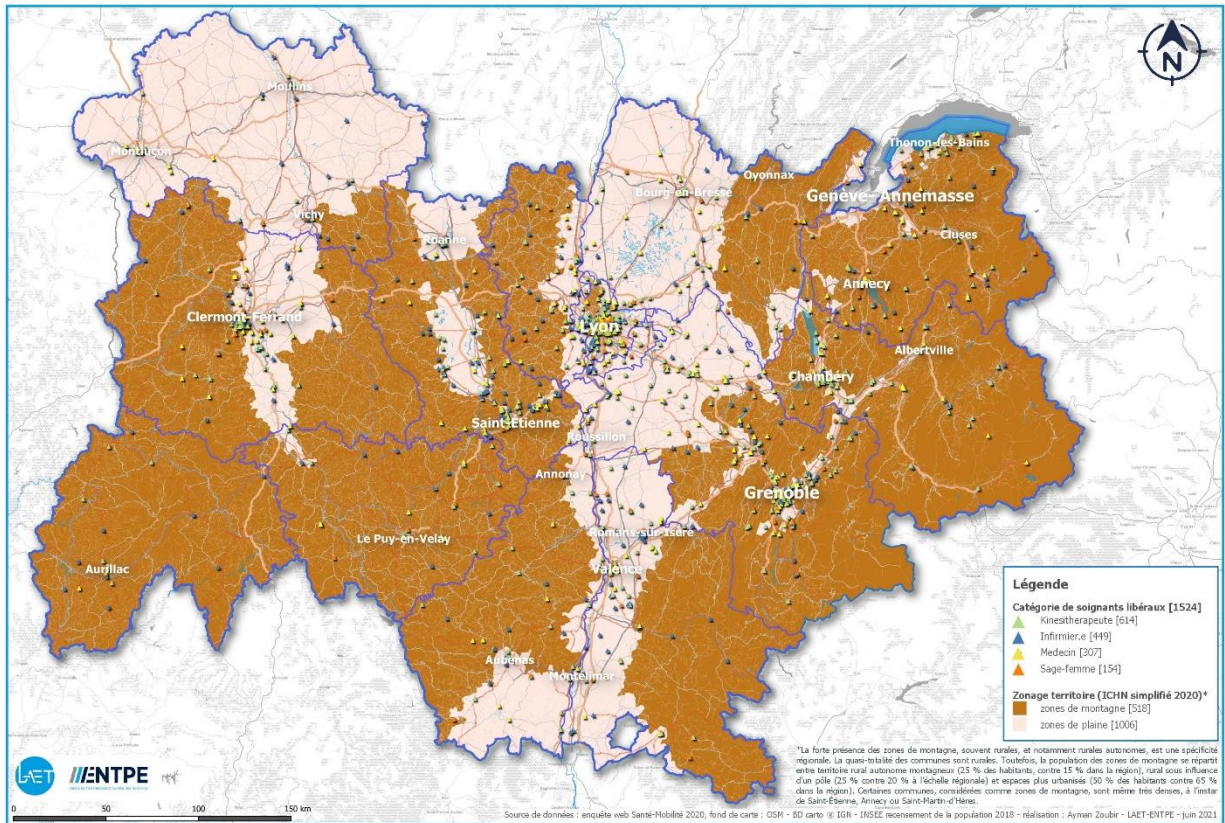 N
Moulins
Montluçon
Vichy
Roanne
Bourg-en-Bresse
Oyonnax
Thonon-les-Bains
Genève- Annemasse
Cluses
Annecy
Clermont-Ferrand
Lyon
Albertville
Chambéry
Saint-Etienne
Roussillon
Annonay
Grenoble
Le Puy-en-Velay
Romans-sur-Isère
Aurillac
Valence
Aubenas
Montélimar
Légende
Catégorie de soignants libéraux [1524]
Kinesitherapeute [614]
Infirmier.e [449]
Medecin [307]
Sage-femme [154]
Zonage territoire (ICHN simplifié 2020)*
zones de montagne [518]
zones de plaine [1006]
*La forte présence des zones de montagne, souvent rurales, et notamment rurales autonomes, est une spécificité
régionale. La quasi-totalité des communes sont rurales. Toutefois, la population des zones de montagne se répartit
entre territoire rural autonome montagneux (25 % des habitants, contre 15 % dans la région), rural sous influence
d'un pôle (25 % contre 20 % à l'échelle régionale) et espaces plus urbanisés (50 % des habitants contre 65 %
dans la région). Certaines communes, considérées comme zones de montagne, sont même très denses, à l'instar
de Saint-Étienne, Annecy ou Saint-Martin-d'Hères.
LAET
ENTPE
0 50 100 150 km
Source de données : enquête web Santé-Mobilité 2020, fond de carte : OSM - BD carto ® IGN - INSEE recensement de la population 2018 - réalisation : Ayman Zoubir - LAET-ENTPE - juin 2021